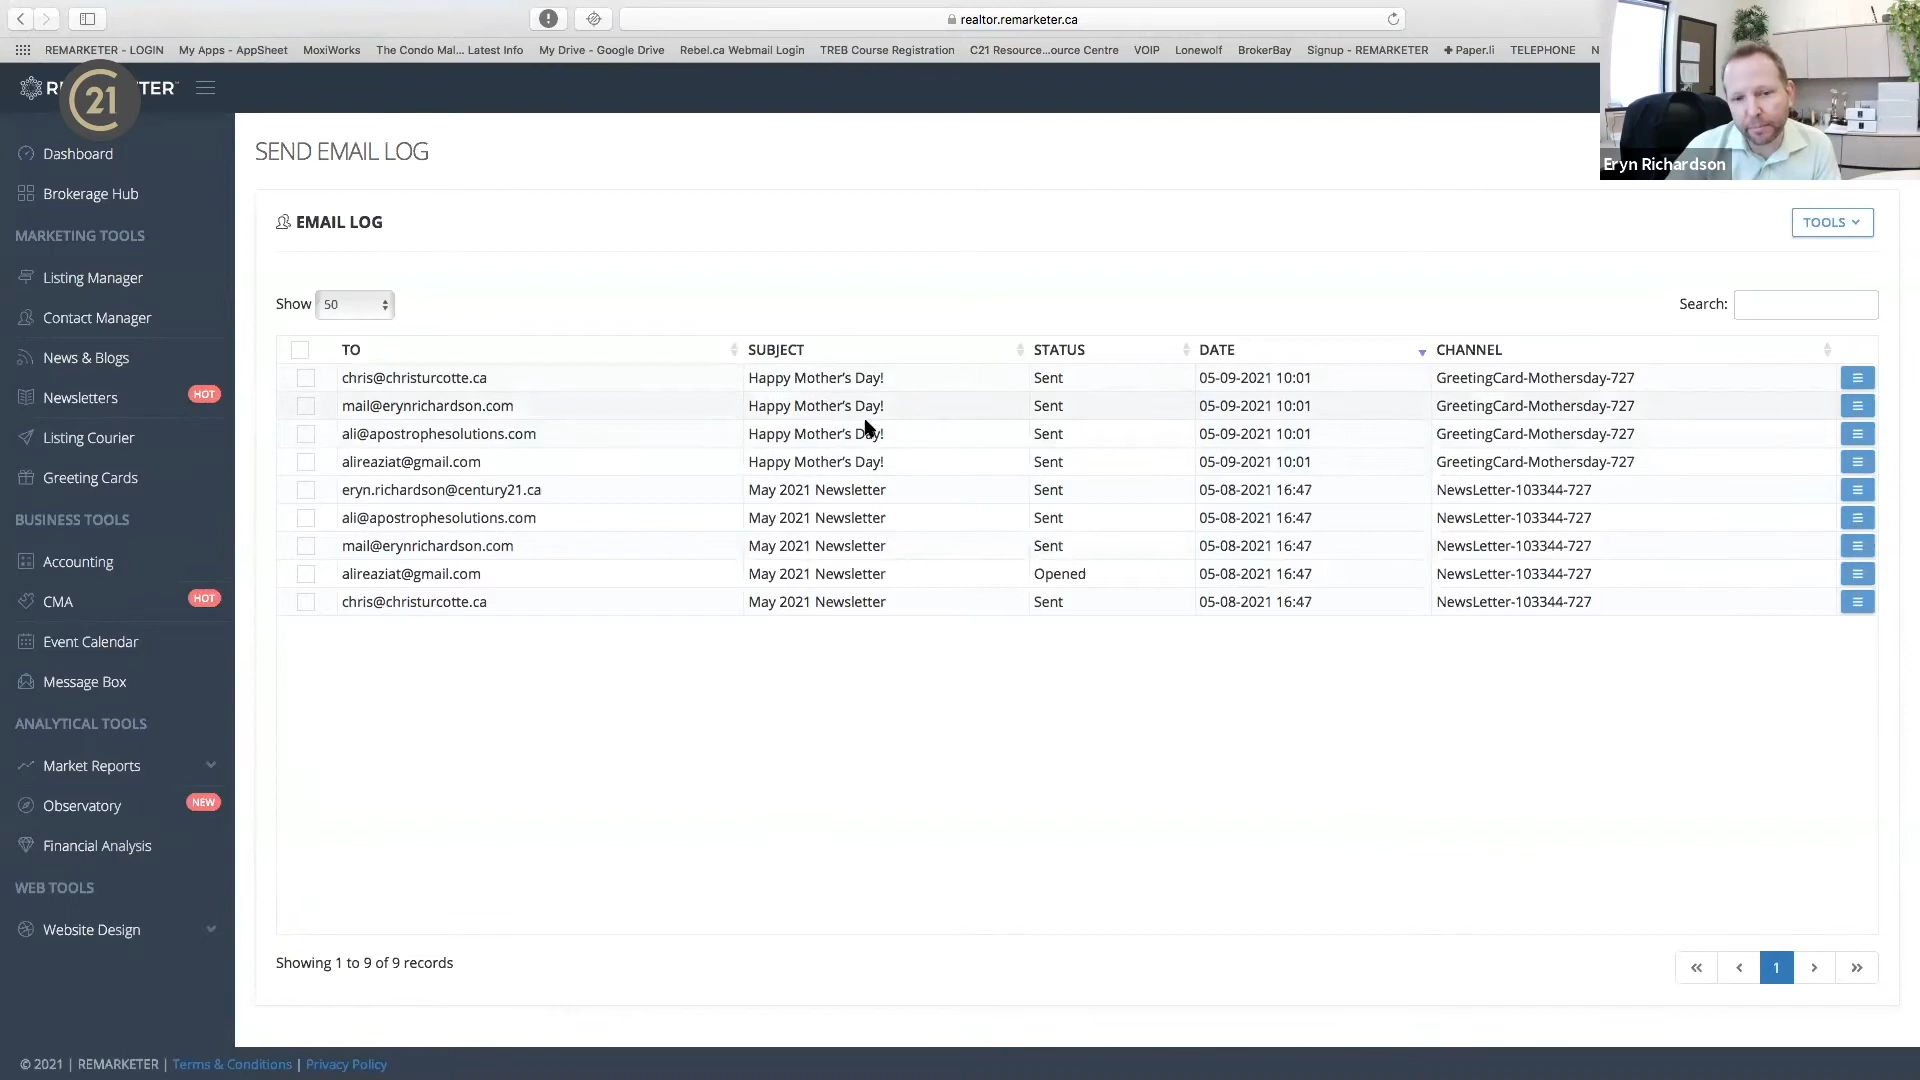 realtor.remarketer.ca
REMARKETER - LOGIN My Apps - AppSheet MoxiWorks The Condo Mal... Latest Info My Drive - Google Drive Rebel.ca Webmail Login TREB Course Registration C21 Resource...ource Centre VOIP Lonewolf BrokerBay Signup - REMARKETER Paper.li TELEPHONE N
RE 21 TER
Eryn Richardson
Dashboard
Brokerage Hub
MARKETING TOOLS
Listing Manager
Contact Manager
News & Blogs
Newsletters HOT
Listing Courier
Greeting Cards
BUSINESS TOOLS
Accounting
CMA HOT
Event Calendar
Message Box
ANALYTICAL TOOLS
Market Reports
Observatory NEW
Financial Analysis
WEB TOOLS
Website Design
SEND EMAIL LOG
EMAIL LOG
TOOLS
Show 50
Search:
TO SUBJECT STATUS DATE CHANNEL
chris@christurcotte.ca Happy Mother's Day! Sent 05-09-2021 10:01 GreetingCard-Mothersday-727
mail@erynrichardson.com Happy Mother's Day! Sent 05-09-2021 10:01 GreetingCard-Mothersday-727
ali@apostrophesolutions.com Happy Mother's Day! Sent 05-09-2021 10:01 GreetingCard-Mothersday-727
alireaziat@gmail.com Happy Mother's Day! Sent 05-09-2021 10:01 GreetingCard-Mothersday-727
eryn.richardson@century21.ca May 2021 Newsletter Sent 05-08-2021 16:47 NewsLetter-103344-727
ali@apostrophesolutions.com May 2021 Newsletter Sent 05-08-2021 16:47 NewsLetter-103344-727
mail@erynrichardson.com May 2021 Newsletter Sent 05-08-2021 16:47 NewsLetter-103344-727
alireaziat@gmail.com May 2021 Newsletter Opened 05-08-2021 16:47 NewsLetter-103344-727
chris@christurcotte.ca May 2021 Newsletter Sent 05-08-2021 16:47 NewsLetter-103344-727
Showing 1 to 9 of 9 records
« ‹ 1 › »
© 2021 | REMARKETER | Terms & Conditions | Privacy Policy